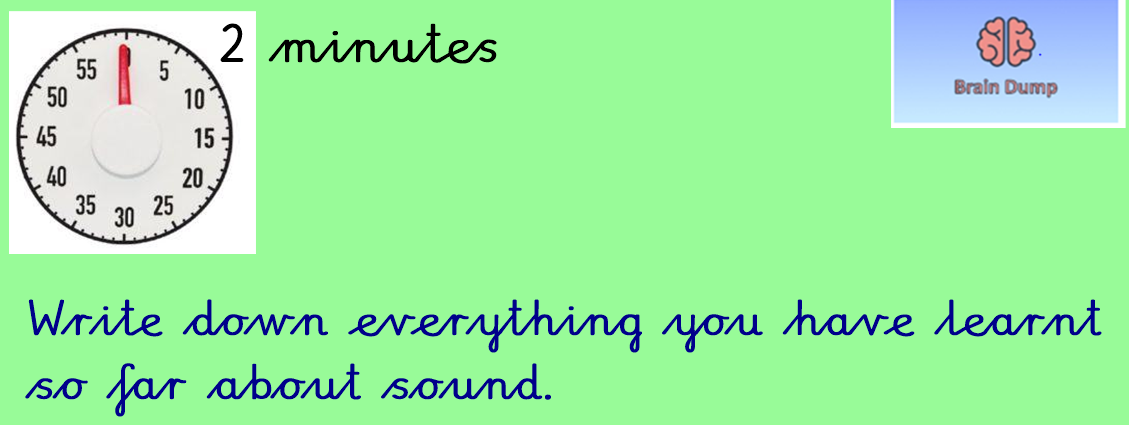 2 minutes
Brain Dump
55 5
50 10
45 15
40 20
35 25
30
Write down everything you have learnt
so far about sound.